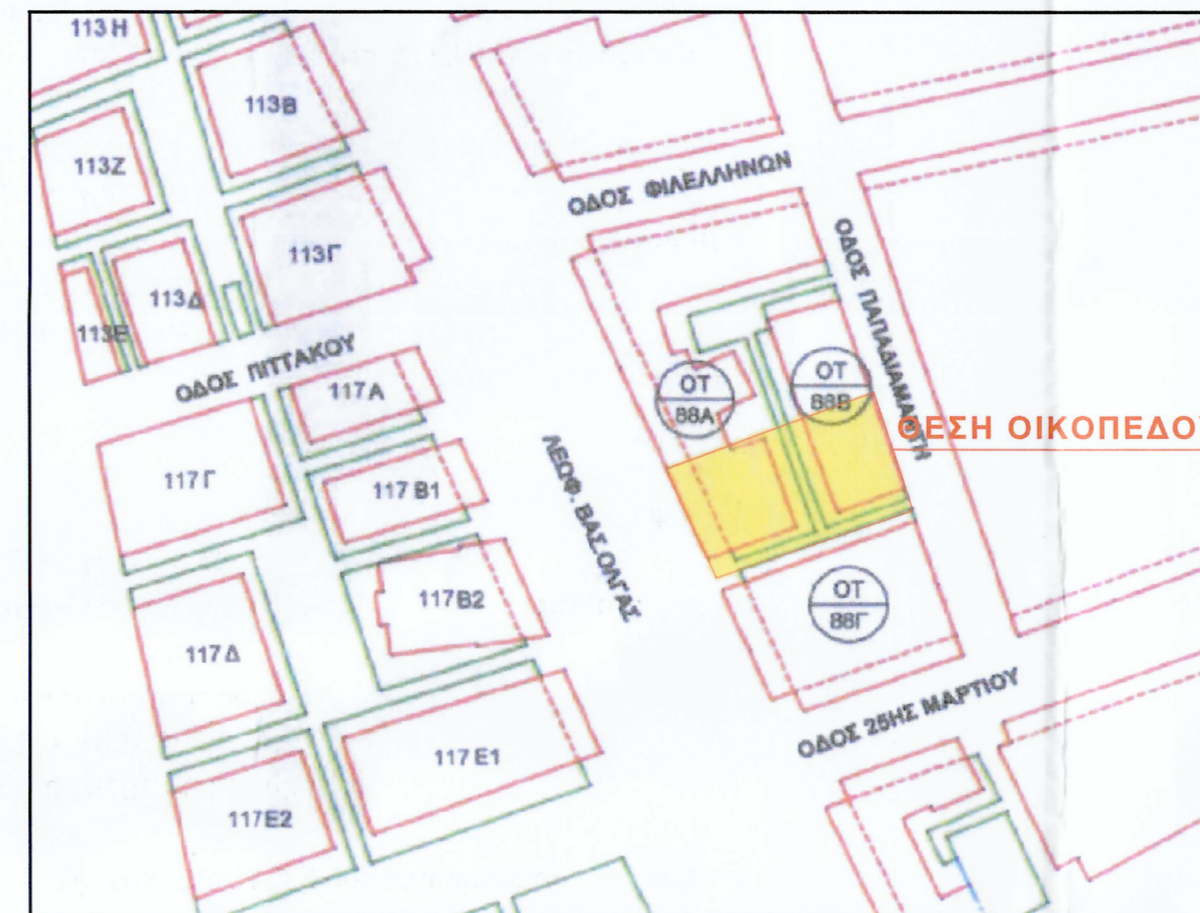 113Η
113Β
113Ζ
ΟΔΟΣ ΦΙΛΕΛΛΗΝΩΝ
113Γ
ΟΔΟΣ ΠΑΠΑΔΙΑΜΑΝΤΗ
113Δ
113Ε
ΟΔΟΣ ΠΙΤΤΑΚΟΥ
117Α
ΟΤ
88Α
ΟΤ
88Β
ΘΕΣΗ ΟΙΚΟΠΕΔΟΥ
117Γ
117Β1
ΛΕΩΦ. ΒΑΣ.ΟΛΓΑΣ
117Β2
ΟΤ
88Γ
117Δ
ΟΔΟΣ 25ΗΣ ΜΑΡΤΙΟΥ
117Ε1
117Ε2